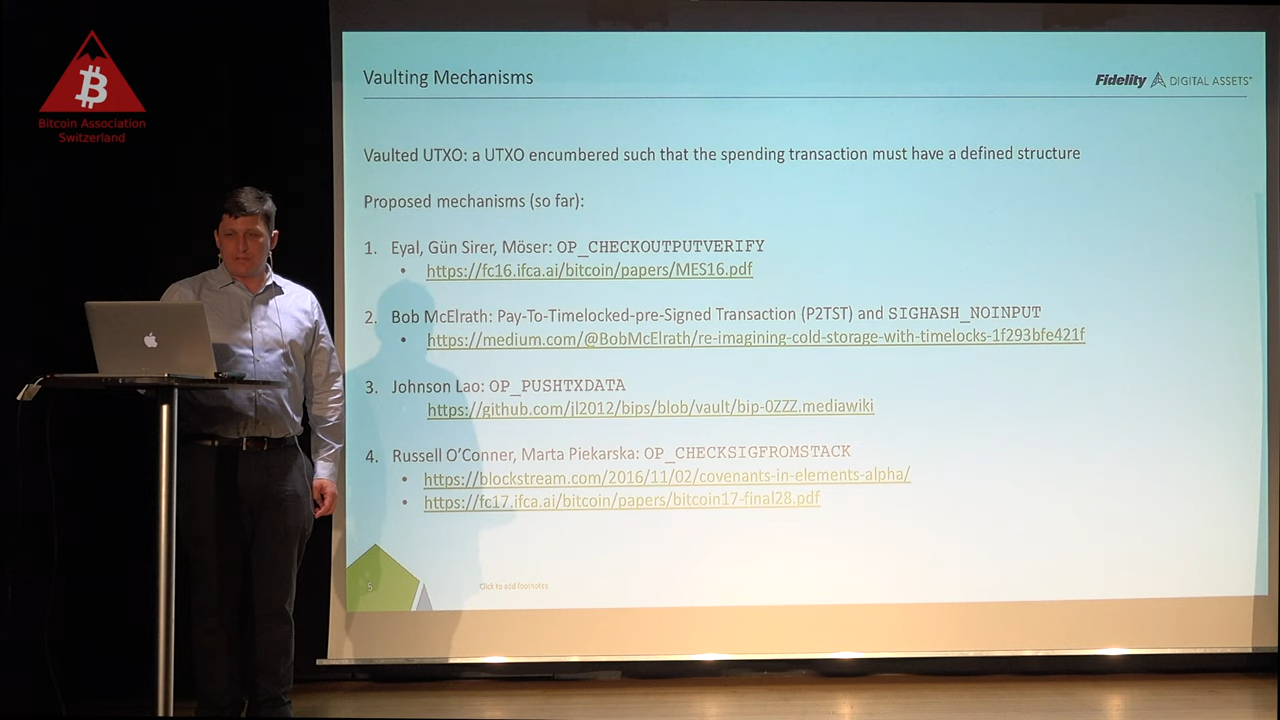 Bitcoin Association
Switzerland
Vaulting Mechanisms
Fidelity DIGITAL ASSETS
Vaulted UTXO: a UTXO encumbered such that the spending transaction must have a defined structure
Proposed mechanisms (so far):
1. Eyal, Gün Sirer, Möser: OP_CHECKOUTPUTVERIFY
• https://fc16.ifca.ai/bitcoin/papers/MES16.pdf
2. Bob McElrath: Pay-To-Timelocked-pre-Signed Transaction (P2TST) and SIGHASH_NOINPUT
• https://medium.com/@BobMcElrath/re-imagining-cold-storage-with-timelocks-1f293bfe421f
3. Johnson Lao: OP_PUSHTXDATA
https://github.com/jl2012/bips/blob/vault/bip-0ZZZ.mediawiki
4. Russell O'Conner, Marta Piekarska: OP_CHECKSIGFROMSTACK
• https://blockstream.com/2016/11/02/covenants-in-elements-alpha/
• https://fc17.ifca.ai/bitcoin/papers/bitcoin17-final28.pdf
5
Click to add footnotes